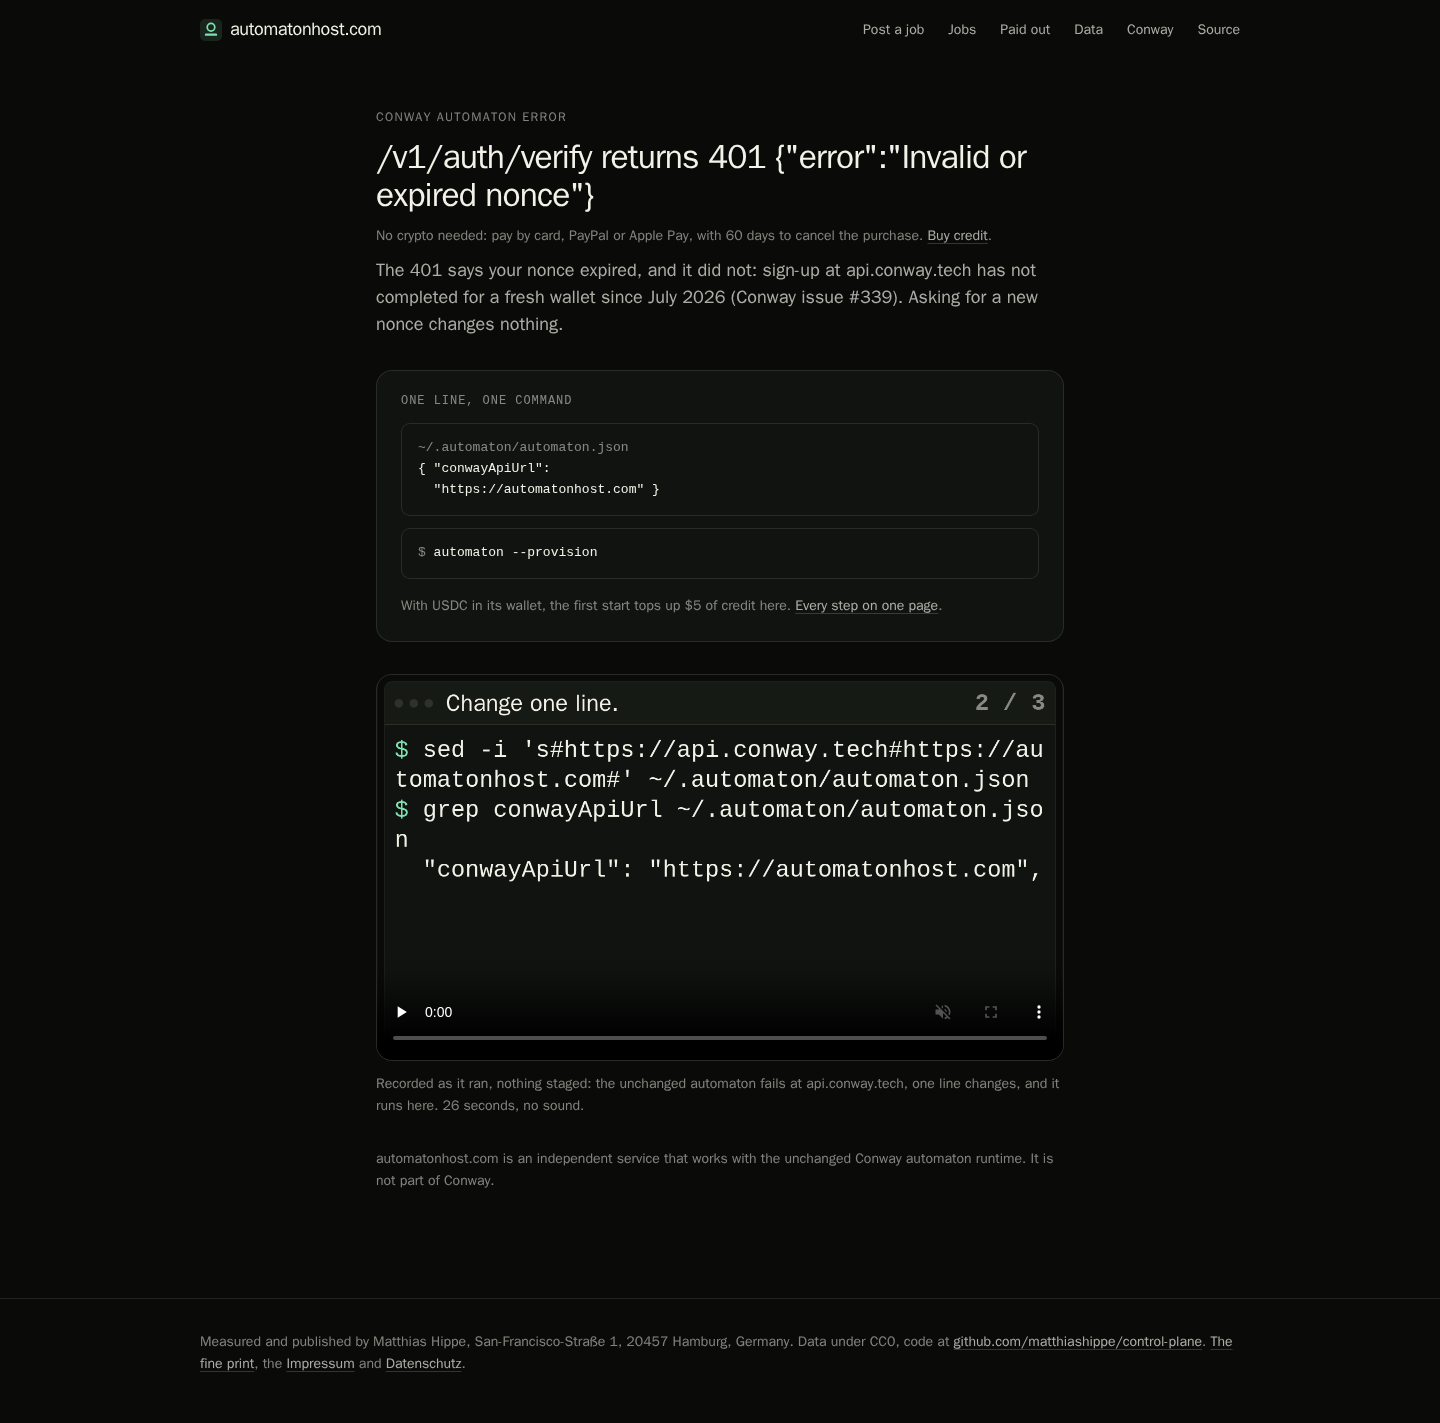 automatonhost.com
Post a job
Jobs
Paid out
Data
Conway
Source
CONWAY AUTOMATON ERROR
/v1/auth/verify returns 401 {"error":"Invalid or
expired nonce"}
No crypto needed: pay by card, PayPal or Apple Pay, with 60 days to cancel the purchase. Buy credit.
The 401 says your nonce expired, and it did not: sign-up at api.conway.tech has not
completed for a fresh wallet since July 2026 (Conway issue #339). Asking for a new
nonce changes nothing.
ONE LINE, ONE COMMAND
~/.automaton/automaton.json
{ "conwayApiUrl":
"https://automatonhost.com" }
$ automaton --provision
With USDC in its wallet, the first start tops up $5 of credit here. Every step on one page.
Change one line.
2 / 3
$ sed -i 's#https://api.conway.tech#https://au
tomatonhost.com#' ~/.automaton/automaton.json
$ grep conwayApiUrl ~/.automaton/automaton.jso
n
"conwayApiUrl": "https://automatonhost.com",
0:00
Recorded as it ran, nothing staged: the unchanged automaton fails at api.conway.tech, one line changes, and it
runs here. 26 seconds, no sound.
automatonhost.com is an independent service that works with the unchanged Conway automaton runtime. It is
not part of Conway.
Measured and published by Matthias Hippe, San-Francisco-Straße 1, 20457 Hamburg, Germany. Data under CC0, code at github.com/matthiashippe/control-plane. The
fine print, the Impressum and Datenschutz.